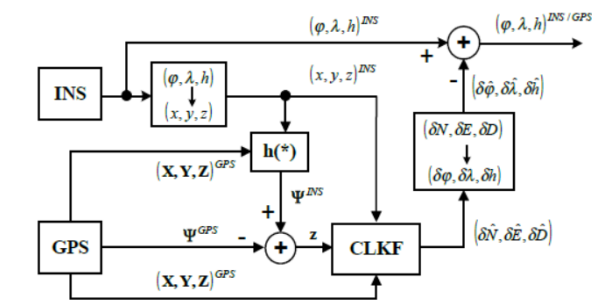 (φ, λ, h)^INS
(φ, λ, h)^INS/GPS
+
+
-
INS
(φ, λ, h)
(x, y, z)
(x, y, z)^INS
(δφ̂, δλ̂, δĥ)
(δN, δE, δD)
(δφ, δλ, δh)
h(*)
(X, Y, Z)^GPS
Ψ^INS
+
GPS
Ψ^GPS
-
+
z
CLKF
(δN̂, δÊ, δD̂)
(X, Y, Z)^GPS